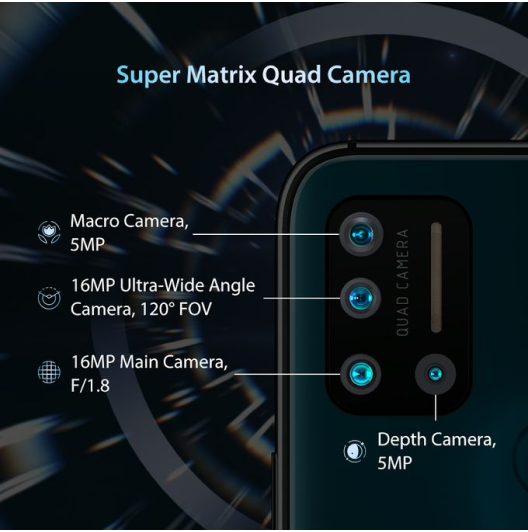 Super Matrix Quad Camera
Macro Camera,
5MP
QUAD CAMERA
16MP Ultra-Wide Angle
Camera, 120° FOV
16MP Main Camera,
F/1.8
Depth Camera,
5MP